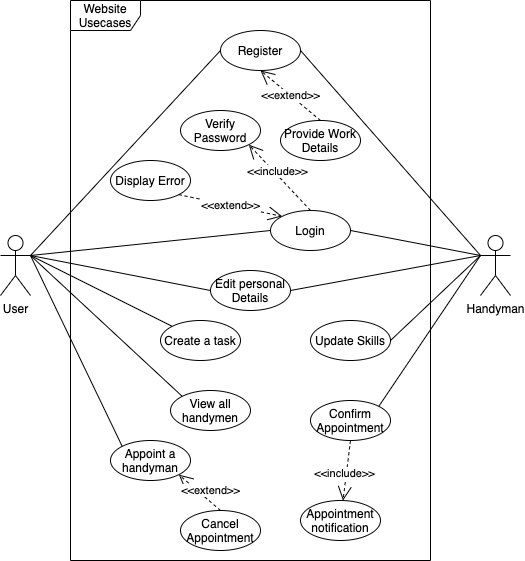 Website
Usecases
Register
<<extend>>
Verify
Password
Provide Work
Details
<<include>>
Display Error
<<extend>>
Login
User
Handyman
Edit personal
Details
Create a task
Update Skills
View all
handymen
Confirm
Appointment
Appoint a
handyman
<<include>>
<<extend>>
Cancel
Appointment
Appointment
notification